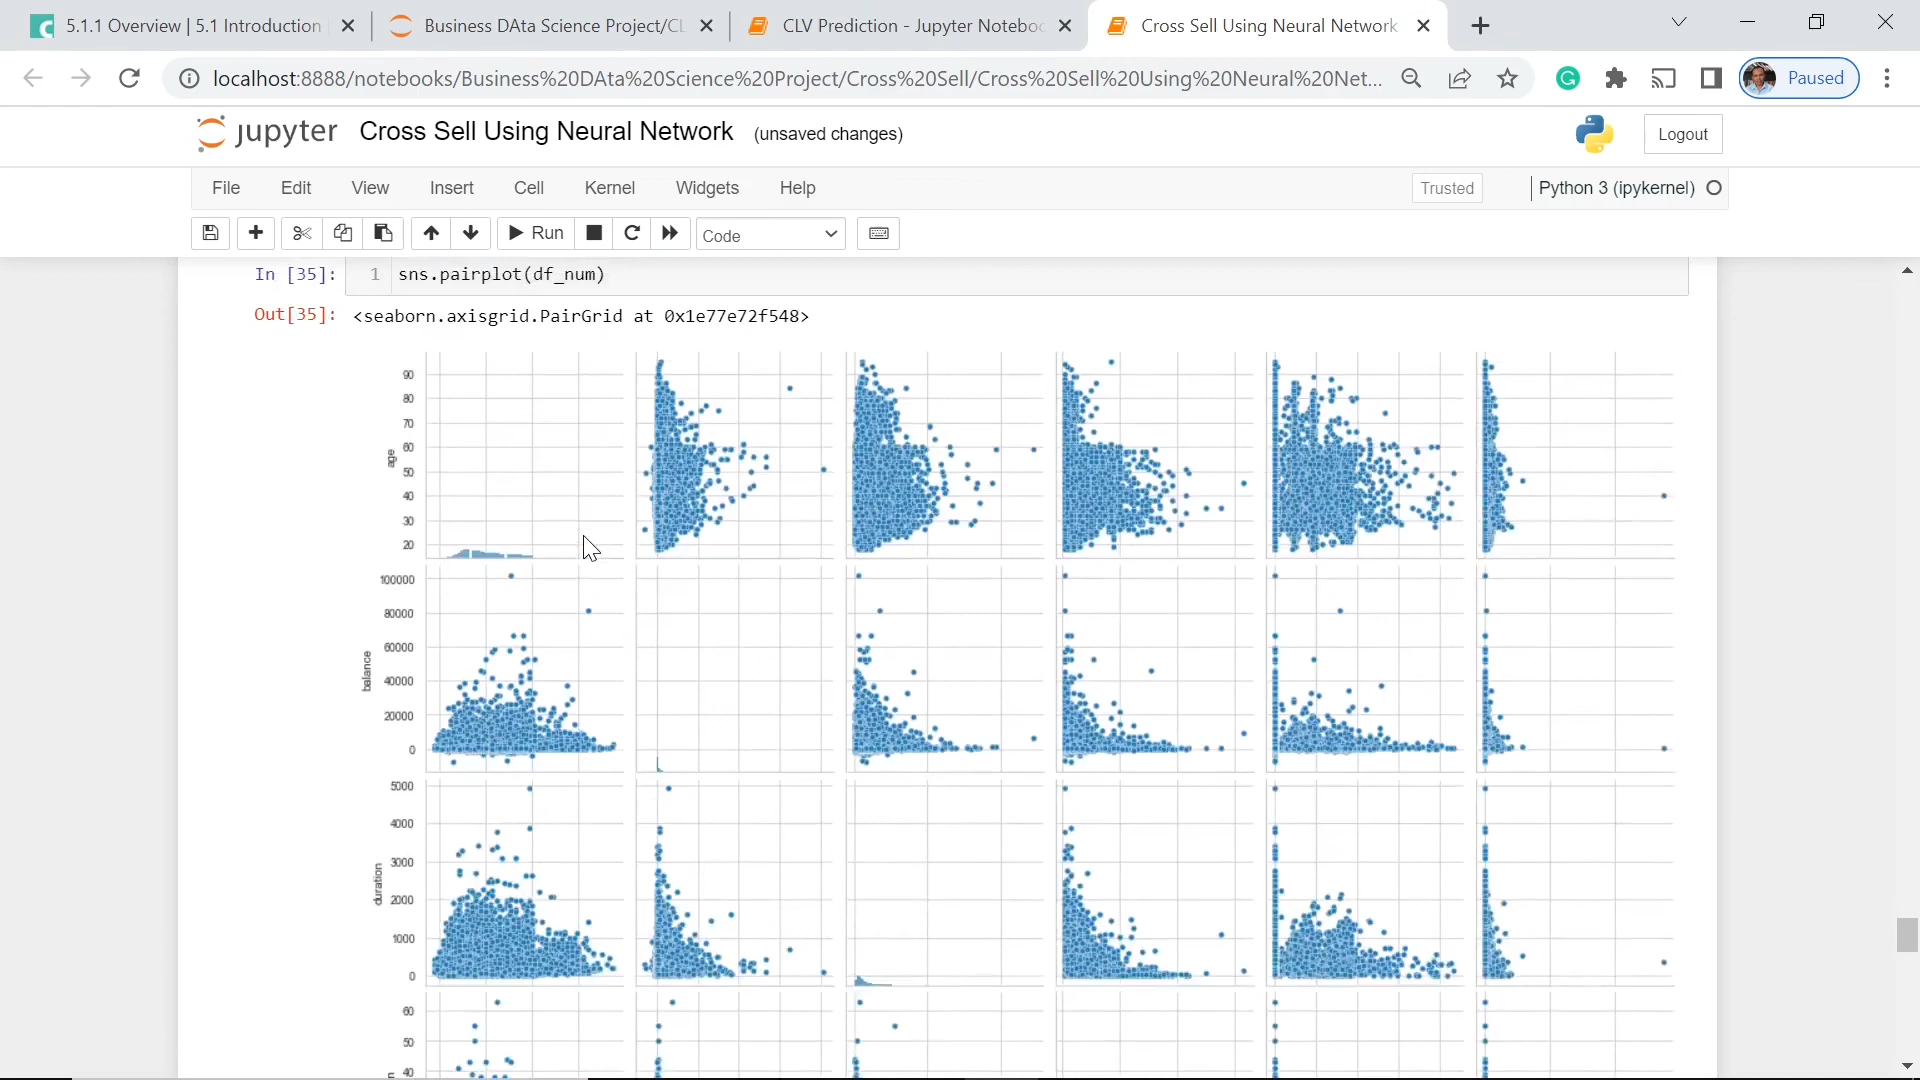 5.1.1 Overview | 5.1 Introduction
Business DAta Science Project/CL
CLV Prediction - Jupyter Noteboo
Cross Sell Using Neural Network
localhost:8888/notebooks/Business%20DAta%20Science%20Project/Cross%20Sell/Cross%20Sell%20Using%20Neural%20Net...
Paused
jupyter Cross Sell Using Neural Network (unsaved changes)
Logout
File Edit View Insert Cell Kernel Widgets Help
Trusted
Python 3 (ipykernel)
Run
Code
In [35]: 1 sns.pairplot(df_num)
Out[35]: <seaborn.axisgrid.PairGrid at 0x1e77e72f548>
90
80
70
60
50
40
30
20
age
100000
80000
60000
40000
20000
0
balance
5000
4000
3000
2000
1000
0
duration
60
50
40